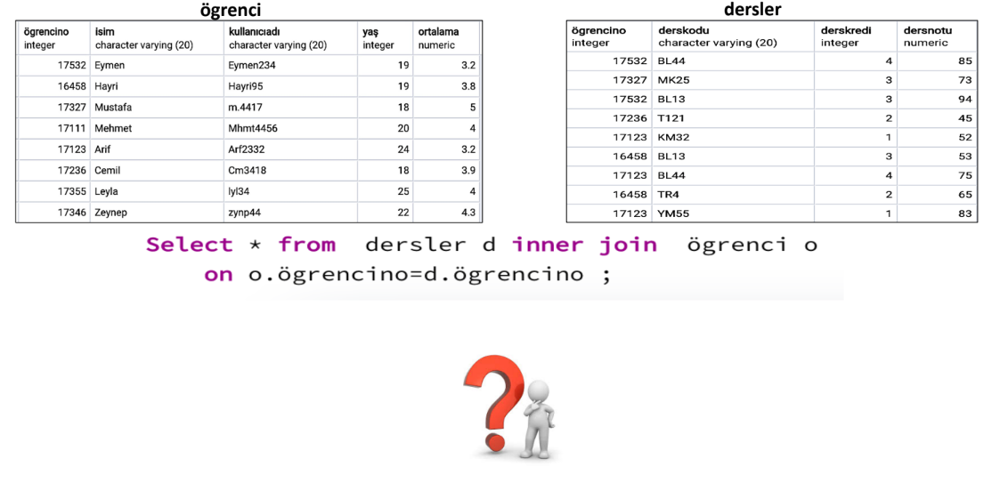 ögrenci
ögrencino isim kullanıcıadı yaş ortalama
integer character varying (20) character varying (20) integer numeric
17532 Eymen Eymen234 19 3.2
16458 Hayri Hayri95 19 3.8
17327 Mustafa m.4417 18 5
17111 Mehmet Mhmt4456 20 4
17123 Arif Arf2332 24 3.2
17236 Cemil Cm3418 18 3.9
17355 Leyla lyl34 25 4
17346 Zeynep zynp44 22 4.3
dersler
ögrencino derskodu derskredi dersnotu
integer character varying (20) integer numeric
17532 BL44 4 85
17327 MK25 3 73
17532 BL13 3 94
17236 T121 2 45
17123 KM32 1 52
16458 BL13 3 53
17123 BL44 4 75
16458 TR4 2 65
17123 YM55 1 83
Select * from dersler d inner join ögrenci o
on o.ögrencino=d.ögrencino ;